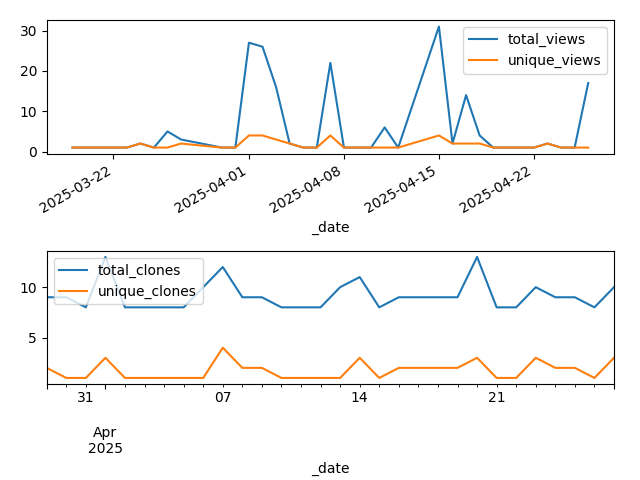 30
20
10
0
total_views
unique_views
2025-03-22
2025-04-01
2025-04-08
2025-04-15
2025-04-22
_date
10
5
total_clones
unique_clones
31
07
14
21
Apr
2025
_date